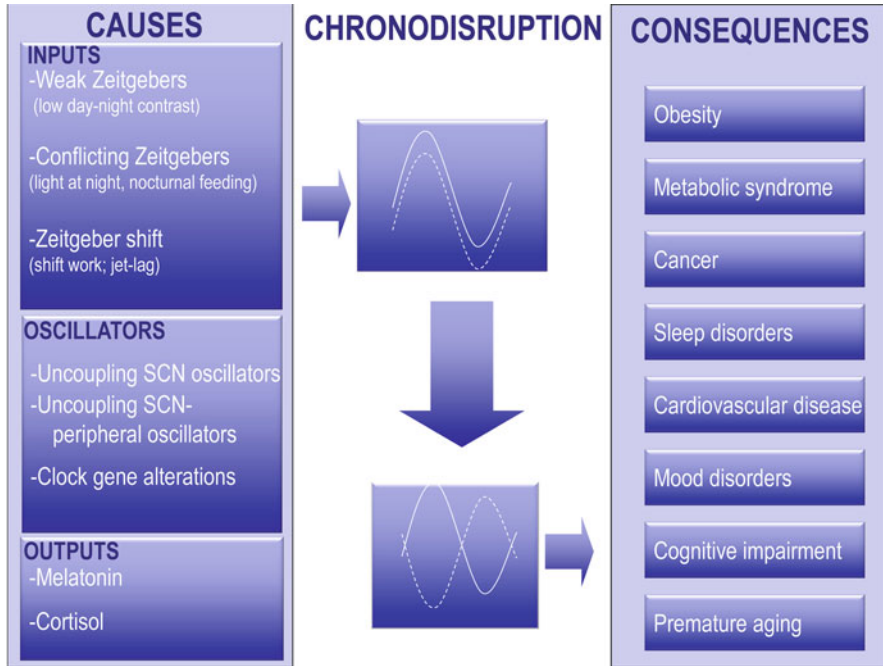 CAUSES
INPUTS
-Weak Zeitgebers
(low day-night contrast)
-Conflicting Zeitgebers
(light at night, nocturnal feeding)
-Zeitgeber shift
(shift work; jet-lag)
OSCILLATORS
-Uncoupling SCN oscillators
-Uncoupling SCN-
peripheral oscillators
-Clock gene alterations
OUTPUTS
-Melatonin
-Cortisol
CHRONODISRUPTION
CONSEQUENCES
Obesity
Metabolic syndrome
Cancer
Sleep disorders
Cardiovascular disease
Mood disorders
Cognitive impairment
Premature aging